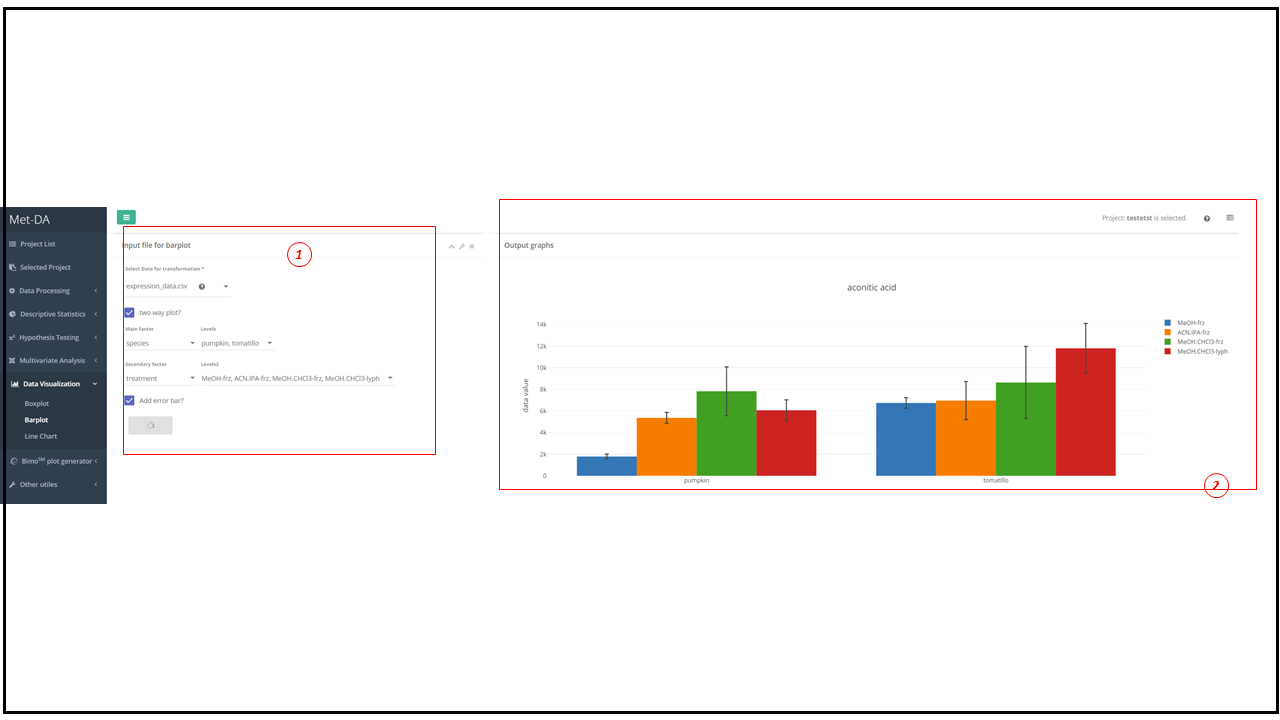 Met-DA
Project List
Selected Project
Data Processing
Descriptive Statistics
x² Hypothesis Testing
Multivariate Analysis
Data Visualization
Boxplot
Barplot
Line Chart
Bimo℠ plot generator
Other utiles
Input file for barplot
1
Select Data for transformation *
expression_data.csv
two way plot?
Main factor Levels
species pumpkin, tomatillo
Secondary factor Levels2
treatment MeOH-frz, ACN.IPA-frz, MeOH.CHCl3-frz, MeOH.CHCl3-lyph
Add error bar?
Project: testetst is selected.
Output graphs
aconitic acid
data value
14k
12k
10k
8k
6k
4k
2k
0
pumpkin tomatillo
MeOH-frz
ACN.IPA-frz
MeOH.CHCl3-frz
MeOH.CHCl3-lyph
2